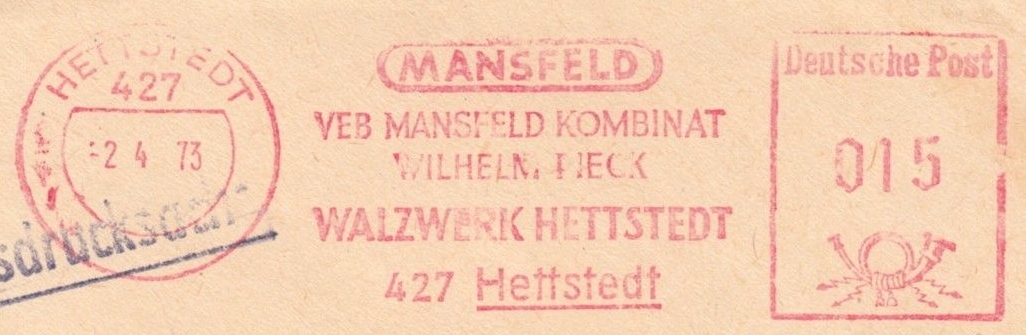 HETTSTEDT
427
-2 4 73
MANSFELD
VEB MANSFELD KOMBINAT
WILHELM PIECK
WALZWERK HETTSTEDT
427 Hettstedt
Deutsche Post
015